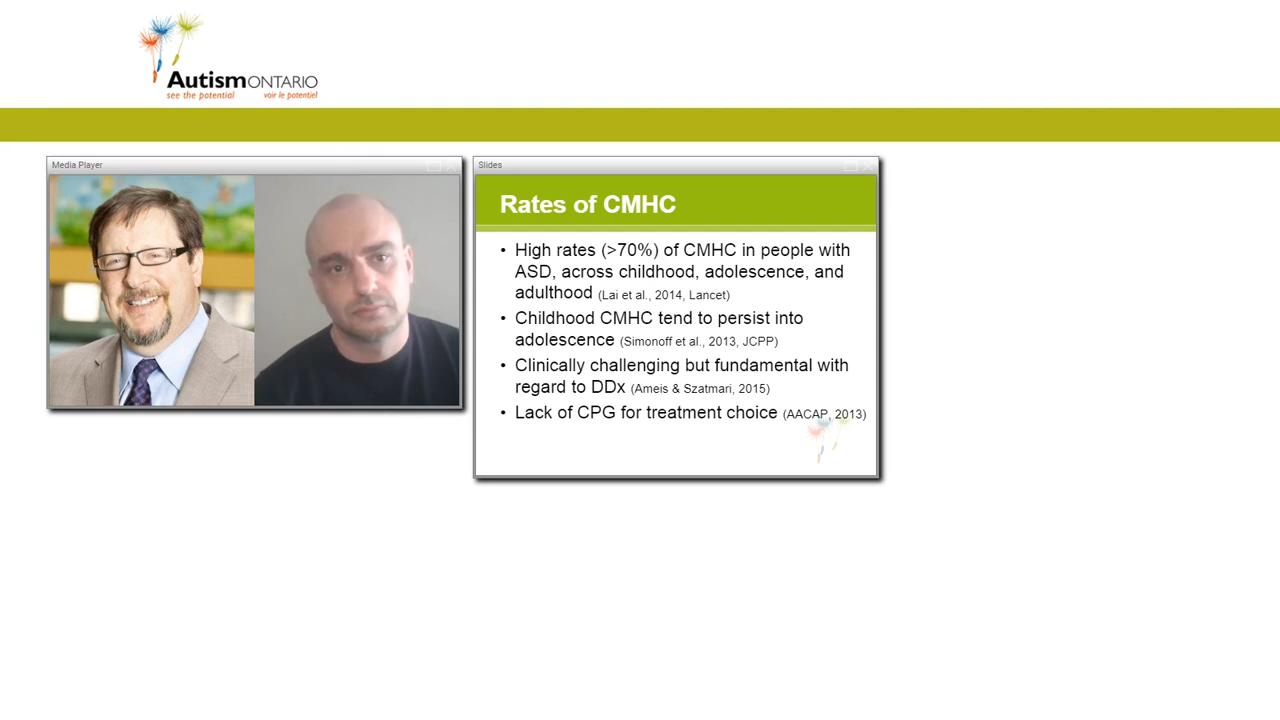 Autism ONTARIO
see the potential voir le potentiel
Media Player
Slides
Rates of CMHC
• High rates (>70%) of CMHC in people with
ASD, across childhood, adolescence, and
adulthood (Lai et al., 2014, Lancet)
• Childhood CMHC tend to persist into
adolescence (Simonoff et al., 2013, JCPP)
• Clinically challenging but fundamental with
regard to DDx (Ameis & Szatmari, 2015)
• Lack of CPG for treatment choice (AACAP, 2013)